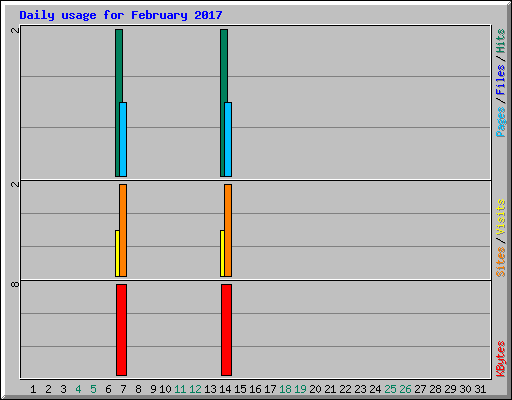 Daily usage for February 2017
2
Pages/Files/Hits
2
Sites/Visits
8
KBytes
1 2 3 4 5 6 7 8 9 10 11 12 13 14 15 16 17 18 19 20 21 22 23 24 25 26 27 28 29 30 31